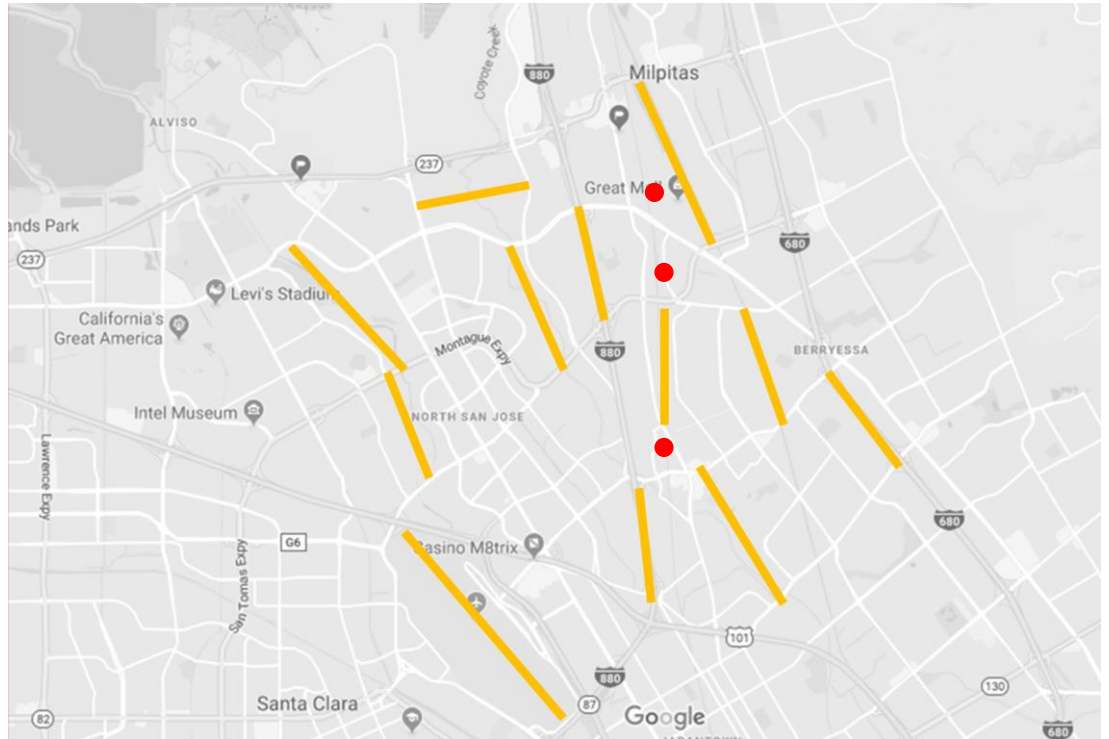 Coyote Creek
880
Milpitas
ALVISO
237
Great
680
ands Park
237
Levi's Stadium
California's
Great America
Montague Expy
880
BERRYESSA
Intel Museum
NORTH SAN JOSE
Lawrence Expy
680
G6
Casino M8trix
San Tomas Expy
101
880
130
Santa Clara
87
82
Google
680